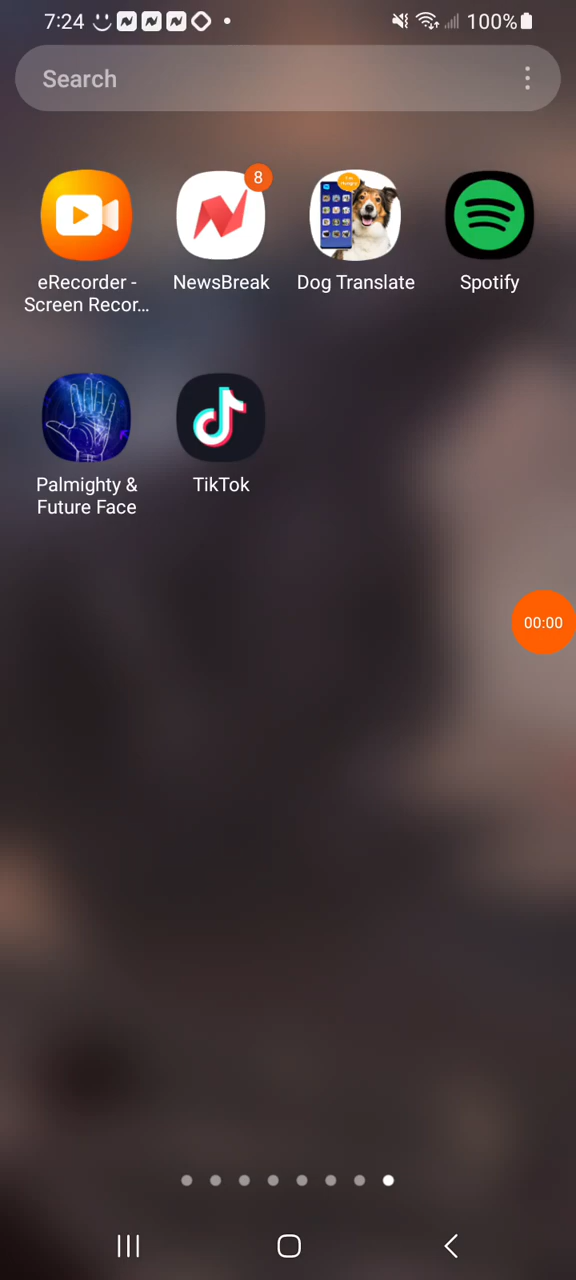 7:24 100%
Search
8
eRecorder - NewsBreak Dog Translate Spotify
Screen Recor...
Palmighty & TikTok
Future Face
00:00